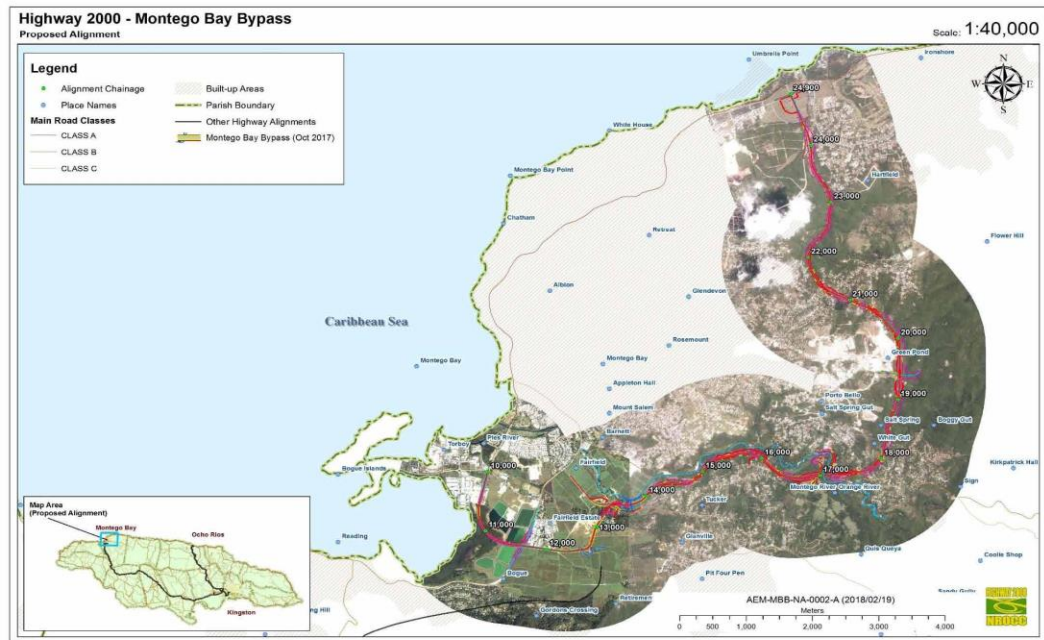 Highway 2000 - Montego Bay Bypass
Proposed Alignment
Scale: 1:40,000
Legend
Alignment Chainage
Place Names
Main Road Classes
CLASS A
CLASS B
CLASS C
Built-up Areas
Parish Boundary
Other Highway Alignments
Montego Bay Bypass (Oct 2017)
N
W
E
S
Umbrella Point
Ironshore
24,900
White House
24,000
Montego Bay Point
Hartfield
23,000
Chatham
Retreat
Flower Hill
22,000
Albion
Glendevon
21,000
Caribbean Sea
20,000
Rosemount
Green Pond
Montego Bay
Montego Bay
Appleton Hall
19,000
Porto Bello
Mount Salem
Salt Spring Gut
Salt Spring
Boggy Gut
Barnett
Pies River
Torboy
White Gut
16,000
18,000
Fairfield
Bogue Islands
10,000
15,000
17,000
Kirkpatrick Hall
Montego River
Orange River
14,000
Sign
Tucker
11,000
Fairfield Estate
13,000
Reading
12,000
Glanville
Quie Queya
Coolie Shop
Bogue
Pit Four Pen
Retirement
Gordons Crossing
Map Area
(Proposed Alignment)
Montego Bay
Ocho Rios
Kingston
AEM-MBB-NA-0002-A (2018/02/19)
Meters
0
500
1,000
2,000
3,000
4,000
HIGHWAY 2000
NROCC